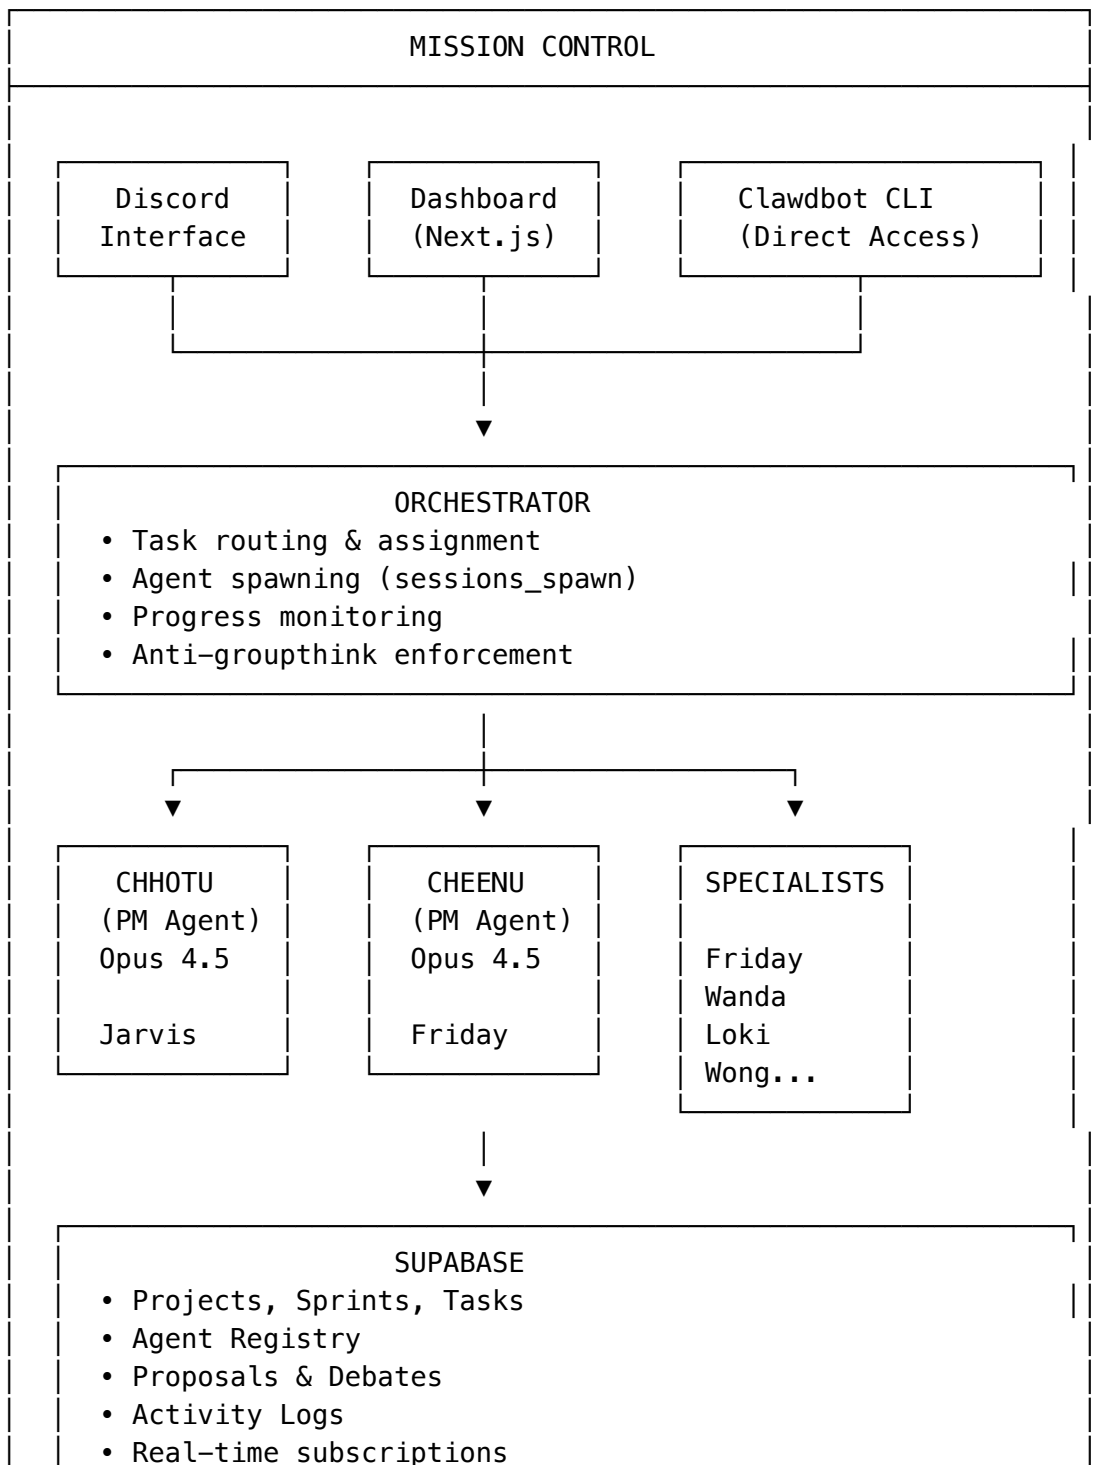 MISSION CONTROL
Discord Interface
Dashboard (Next.js)
Clawdbot CLI (Direct Access)
ORCHESTRATOR
• Task routing & assignment
• Agent spawning (sessions_spawn)
• Progress monitoring
• Anti-groupthink enforcement
CHHOTU
(PM Agent)
Opus 4.5
Jarvis
CHEENU
(PM Agent)
Opus 4.5
Friday
SPECIALISTS
Friday
Wanda
Loki
Wong...
SUPABASE
• Projects, Sprints, Tasks
• Agent Registry
• Proposals & Debates
• Activity Logs
• Real-time subscriptions